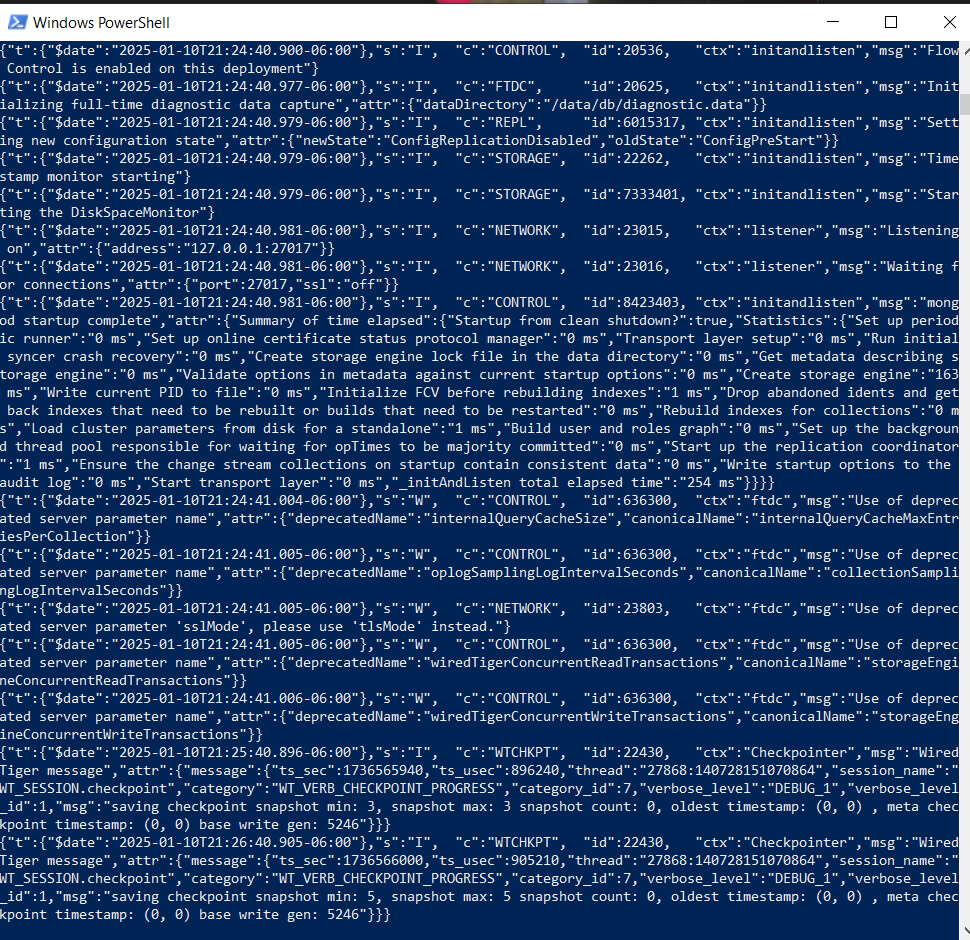 Windows PowerShell
{"t":{"$date":"2025-01-10T21:24:40.900-06:00"},"s":"I",  "c":"CONTROL",  "id":20536,   "ctx":"initandlisten","msg":"Flow
 Control is enabled on this deployment"}
{"t":{"$date":"2025-01-10T21:24:40.977-06:00"},"s":"I",  "c":"FTDC",     "id":20625,   "ctx":"initandlisten","msg":"Init
ializing full-time diagnostic data capture","attr":{"dataDirectory":"/data/db/diagnostic.data"}}
{"t":{"$date":"2025-01-10T21:24:40.979-06:00"},"s":"I",  "c":"REPL",     "id":6015317, "ctx":"initandlisten","msg":"Sett
ing new configuration state","attr":{"newState":"ConfigReplicationDisabled","oldState":"ConfigPreStart"}}
{"t":{"$date":"2025-01-10T21:24:40.979-06:00"},"s":"I",  "c":"STORAGE",  "id":22262,   "ctx":"initandlisten","msg":"Time
stamp monitor starting"}
{"t":{"$date":"2025-01-10T21:24:40.979-06:00"},"s":"I",  "c":"STORAGE",  "id":7333401, "ctx":"initandlisten","msg":"Star
ting the DiskSpaceMonitor"}
{"t":{"$date":"2025-01-10T21:24:40.981-06:00"},"s":"I",  "c":"NETWORK",  "id":23015,   "ctx":"listener","msg":"Listening
 on","attr":{"address":"127.0.0.1:27017"}}
{"t":{"$date":"2025-01-10T21:24:40.981-06:00"},"s":"I",  "c":"NETWORK",  "id":23016,   "ctx":"listener","msg":"Waiting f
or connections","attr":{"port":27017,"ssl":"off"}}
{"t":{"$date":"2025-01-10T21:24:40.981-06:00"},"s":"I",  "c":"CONTROL",  "id":8423403, "ctx":"initandlisten","msg":"mong
od startup complete","attr":{"Summary of time elapsed":{"Startup from clean shutdown?":true,"Statistics":{"Set up period
ic runner":"0 ms","Set up online certificate status protocol manager":"0 ms","Transport layer setup":"0 ms","Run initial
 syncer crash recovery":"0 ms","Create storage engine lock file in the data directory":"0 ms","Get metadata describing s
torage engine":"0 ms","Validate options in metadata against current startup options":"0 ms","Create storage engine":"163
 ms","Write current PID to file":"0 ms","Initialize FCV before rebuilding indexes":"1 ms","Drop abandoned idents and get
 back indexes that need to be rebuilt or builds that need to be restarted":"0 ms","Rebuild indexes for collections":"0 m
s","Load cluster parameters from disk for a standalone":"1 ms","Build user and roles graph":"0 ms","Set up the backgroun
d thread pool responsible for waiting for opTimes to be majority committed":"0 ms","Start up the replication coordinator
":"1 ms","Ensure the change stream collections on startup contain consistent data":"0 ms","Write startup options to the 
audit log":"0 ms","Start transport layer":"0 ms","_initAndListen total elapsed time":"254 ms"}}}}
{"t":{"$date":"2025-01-10T21:24:41.004-06:00"},"s":"W",  "c":"CONTROL",  "id":636300,  "ctx":"ftdc","msg":"Use of deprec
ated server parameter name","attr":{"deprecatedName":"internalQueryCacheSize","canonicalName":"internalQueryCacheMaxEntr
iesPerCollection"}}
{"t":{"$date":"2025-01-10T21:24:41.005-06:00"},"s":"W",  "c":"CONTROL",  "id":636300,  "ctx":"ftdc","msg":"Use of deprec
ated server parameter name","attr":{"deprecatedName":"oplogSamplingLogIntervalSeconds","canonicalName":"collectionSampli
ngLogIntervalSeconds"}}
{"t":{"$date":"2025-01-10T21:24:41.005-06:00"},"s":"W",  "c":"NETWORK",  "id":23803,   "ctx":"ftdc","msg":"Use of deprec
ated server parameter 'sslMode', please use 'tlsMode' instead."}
{"t":{"$date":"2025-01-10T21:24:41.005-06:00"},"s":"W",  "c":"CONTROL",  "id":636300,  "ctx":"ftdc","msg":"Use of deprec
ated server parameter name","attr":{"deprecatedName":"wiredTigerConcurrentReadTransactions","canonicalName":"storageEngi
neConcurrentReadTransactions"}}
{"t":{"$date":"2025-01-10T21:24:41.006-06:00"},"s":"W",  "c":"CONTROL",  "id":636300,  "ctx":"ftdc","msg":"Use of deprec
ated server parameter name","attr":{"deprecatedName":"wiredTigerConcurrentWriteTransactions","canonicalName":"storageEng
ineConcurrentWriteTransactions"}}
{"t":{"$date":"2025-01-10T21:25:40.896-06:00"},"s":"I",  "c":"WTCHKPT",  "id":22430,   "ctx":"Checkpointer","msg":"Wired
Tiger message","attr":{"message":{"ts_sec":1736565940,"ts_usec":896240,"thread":"27868:140728151070864","session_name":"
WT_SESSION.checkpoint","category":"WT_VERB_CHECKPOINT_PROGRESS","category_id":7,"verbose_level":"DEBUG_1","verbose_level
_id":1,"msg":"saving checkpoint snapshot min: 3, snapshot max: 3 snapshot count: 0, oldest timestamp: (0, 0) , meta chec
kpoint timestamp: (0, 0) base write gen: 5246"}}}
{"t":{"$date":"2025-01-10T21:26:40.905-06:00"},"s":"I",  "c":"WTCHKPT",  "id":22430,   "ctx":"Checkpointer","msg":"Wired
Tiger message","attr":{"message":{"ts_sec":1736566000,"ts_usec":905210,"thread":"27868:140728151070864","session_name":"
WT_SESSION.checkpoint","category":"WT_VERB_CHECKPOINT_PROGRESS","category_id":7,"verbose_level":"DEBUG_1","verbose_level
_id":1,"msg":"saving checkpoint snapshot min: 5, snapshot max: 5 snapshot count: 0, oldest timestamp: (0, 0) , meta chec
kpoint timestamp: (0, 0) base write gen: 5246"}}}